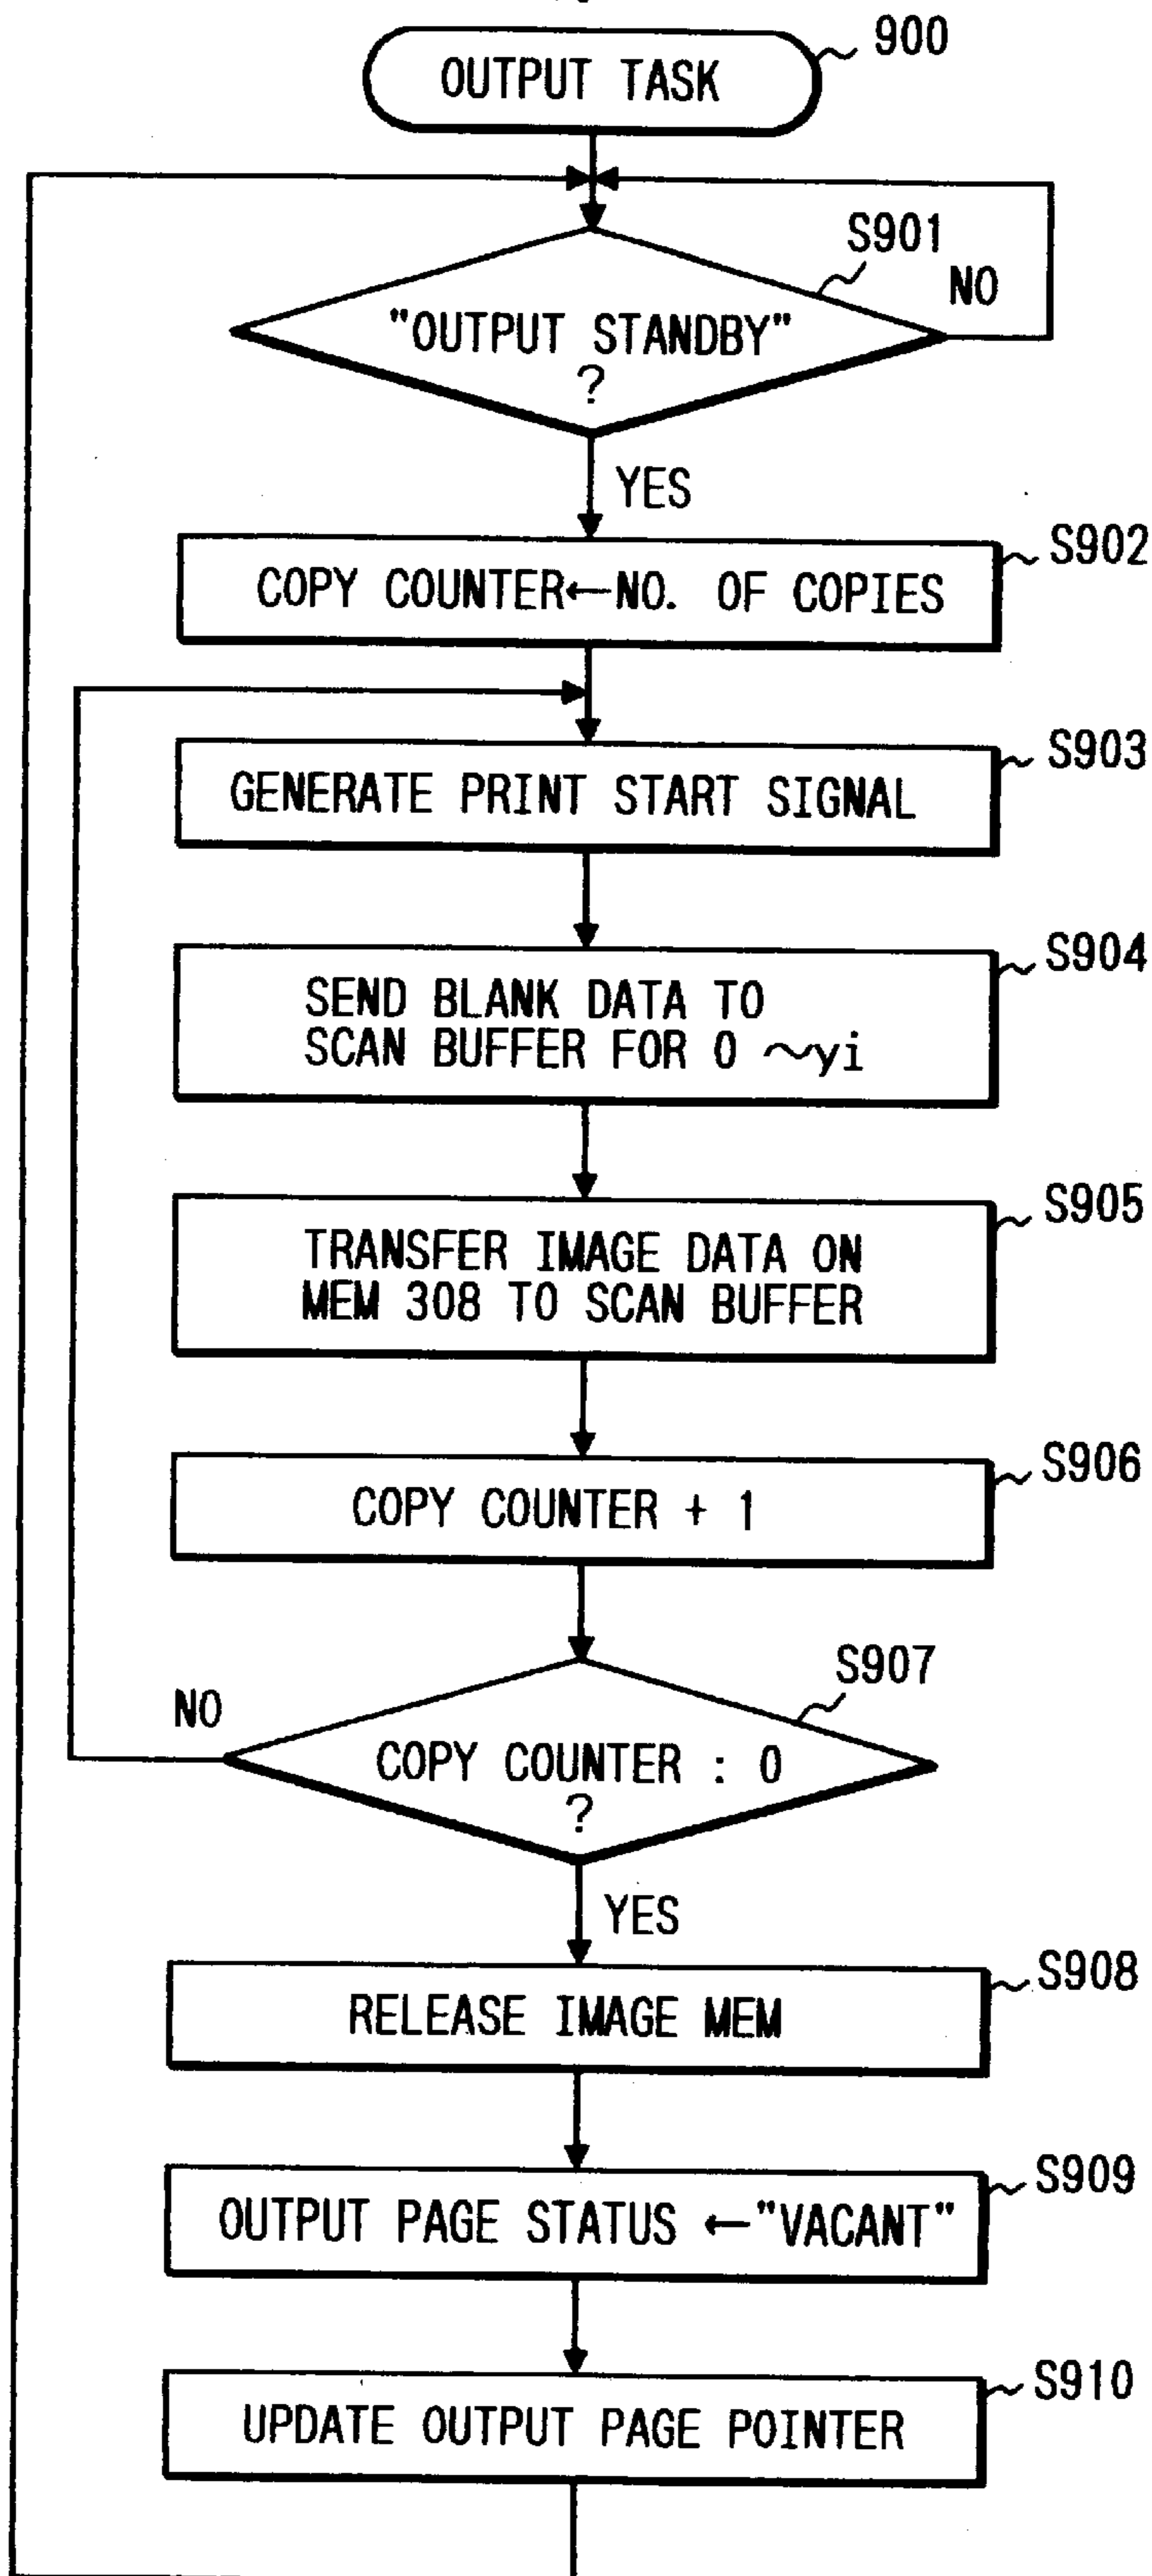 900
OUTPUT TASK
S901
NO
"OUTPUT STANDBY"
?
YES
S902
COPY COUNTER←NO. OF COPIES
S903
GENERATE PRINT START SIGNAL
S904
SEND BLANK DATA TO
SCAN BUFFER FOR 0 ~yi
S905
TRANSFER IMAGE DATA ON
MEM 308 TO SCAN BUFFER
S906
COPY COUNTER + 1
S907
NO
COPY COUNTER : 0
?
YES
S908
RELEASE IMAGE MEM
S909
OUTPUT PAGE STATUS ←"VACANT"
S910
UPDATE OUTPUT PAGE POINTER